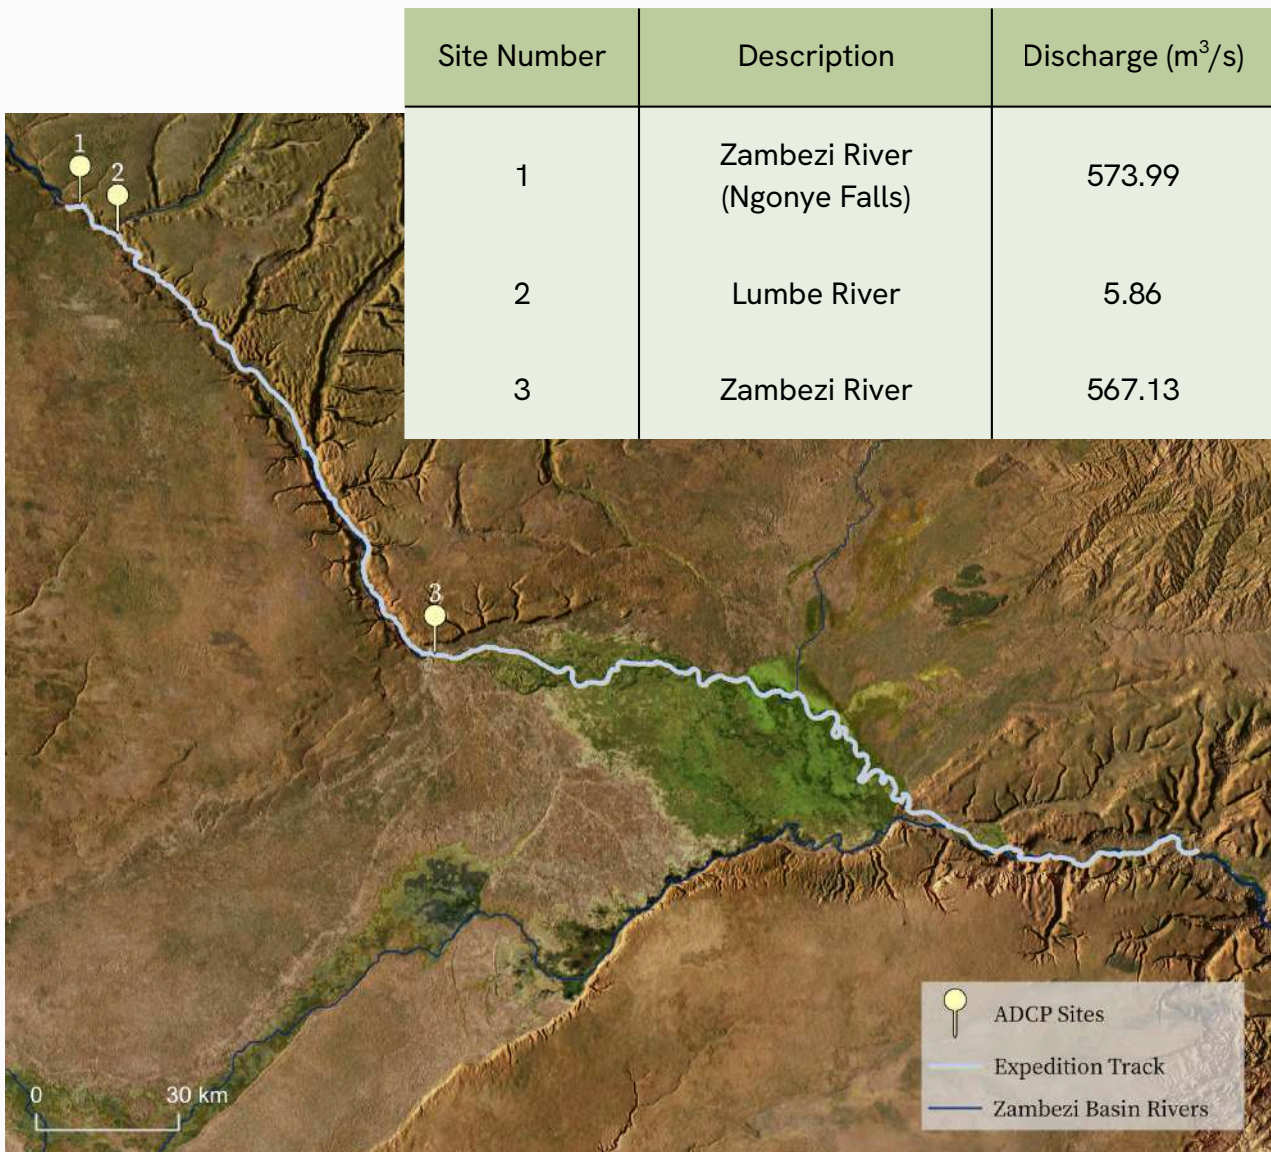 Site Number Description Discharge (m³/s)
1 Zambezi River (Ngonye Falls) 573.99
2 Lumbe River 5.86
3 Zambezi River 567.13
1
2
3
ADCP Sites
Expedition Track
Zambezi Basin Rivers
0 30 km